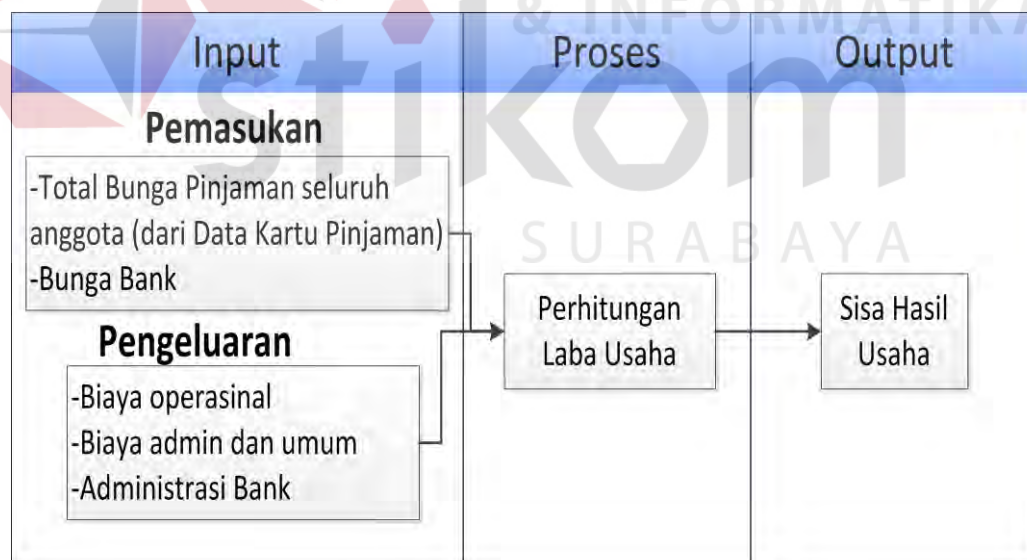 & INFORMATIKA
stikom
SURABAYA
Input
Proses
Output
Pemasukan
-Total Bunga Pinjaman seluruh
anggota (dari Data Kartu Pinjaman)
-Bunga Bank
Pengeluaran
-Biaya operasinal
-Biaya admin dan umum
-Administrasi Bank
Perhitungan
Laba Usaha
Sisa Hasil
Usaha